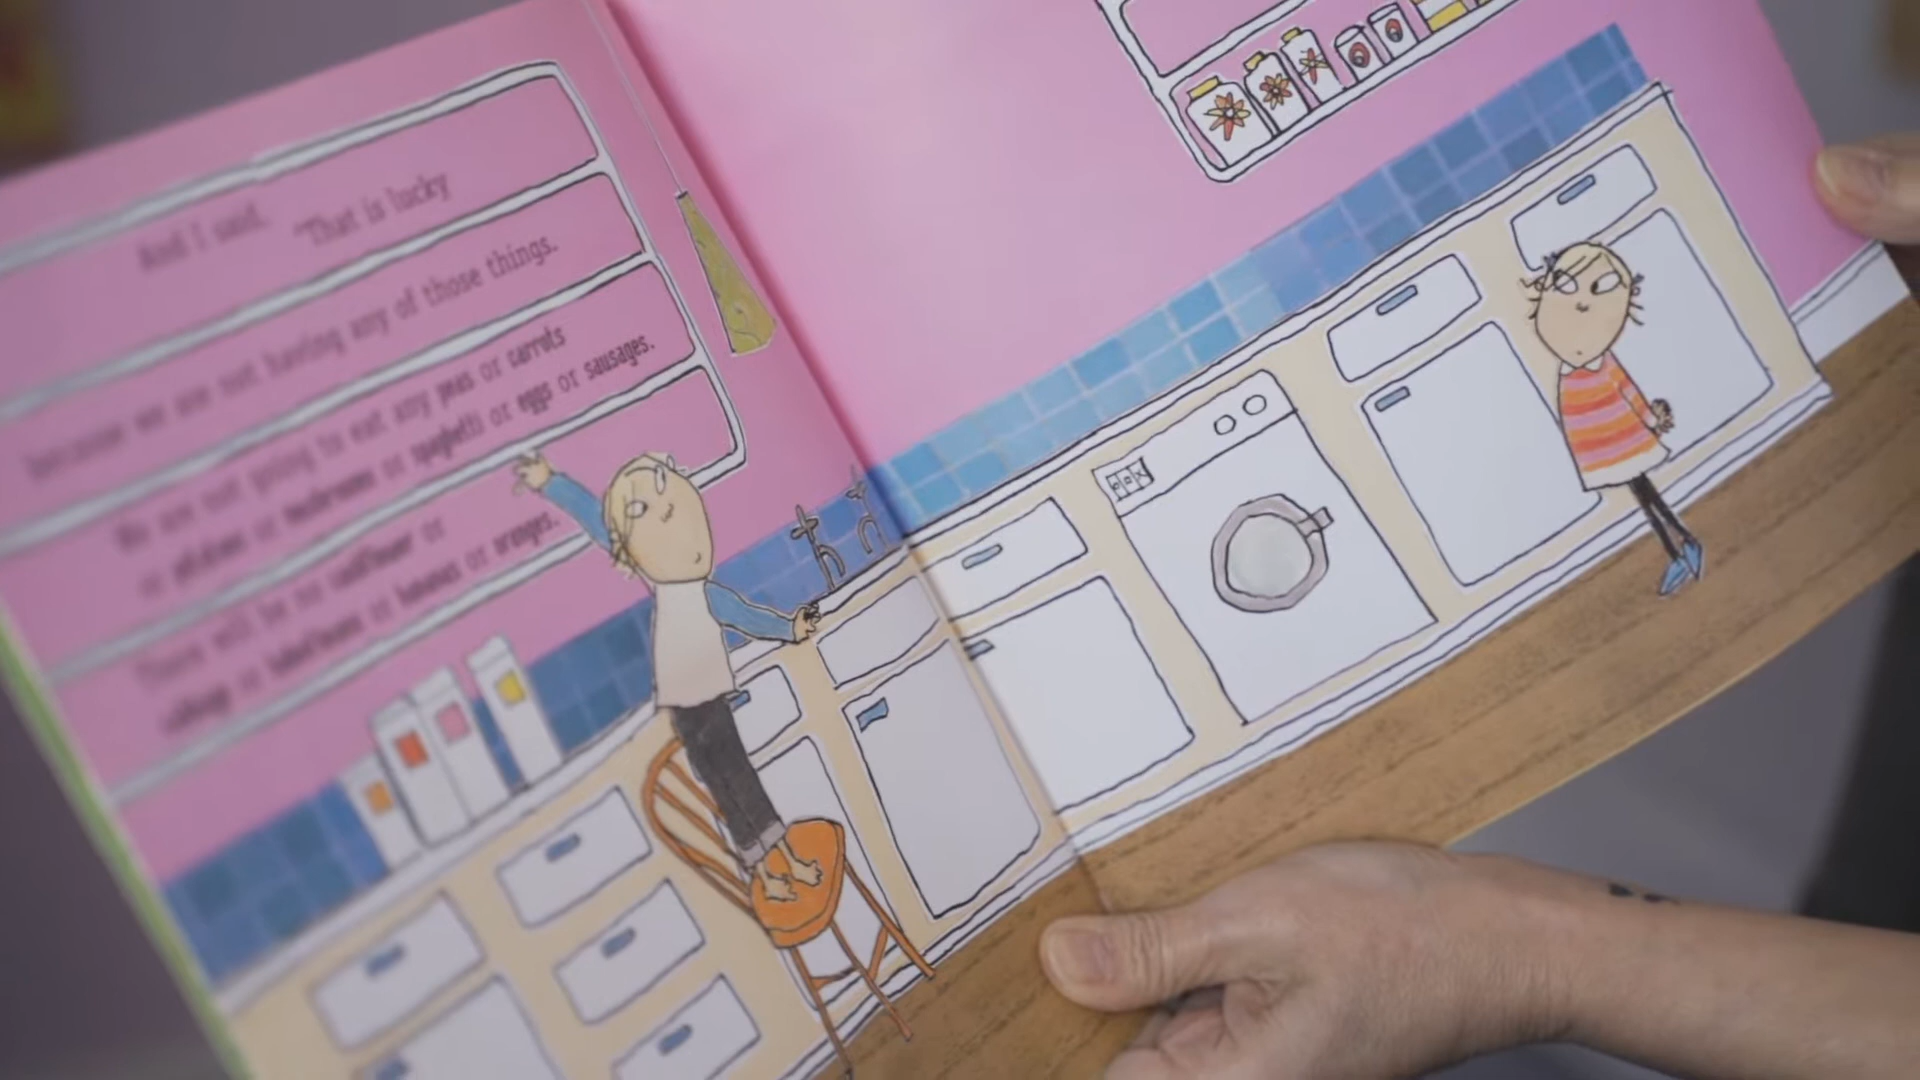 And I said, "That is lucky
because we are not having any of those things.
We are not going to eat any peas or carrots
or potatoes or mushrooms or spaghetti or eggs or sausages.
There will be no cauliflower or
cabbage or baked beans or bananas or oranges.